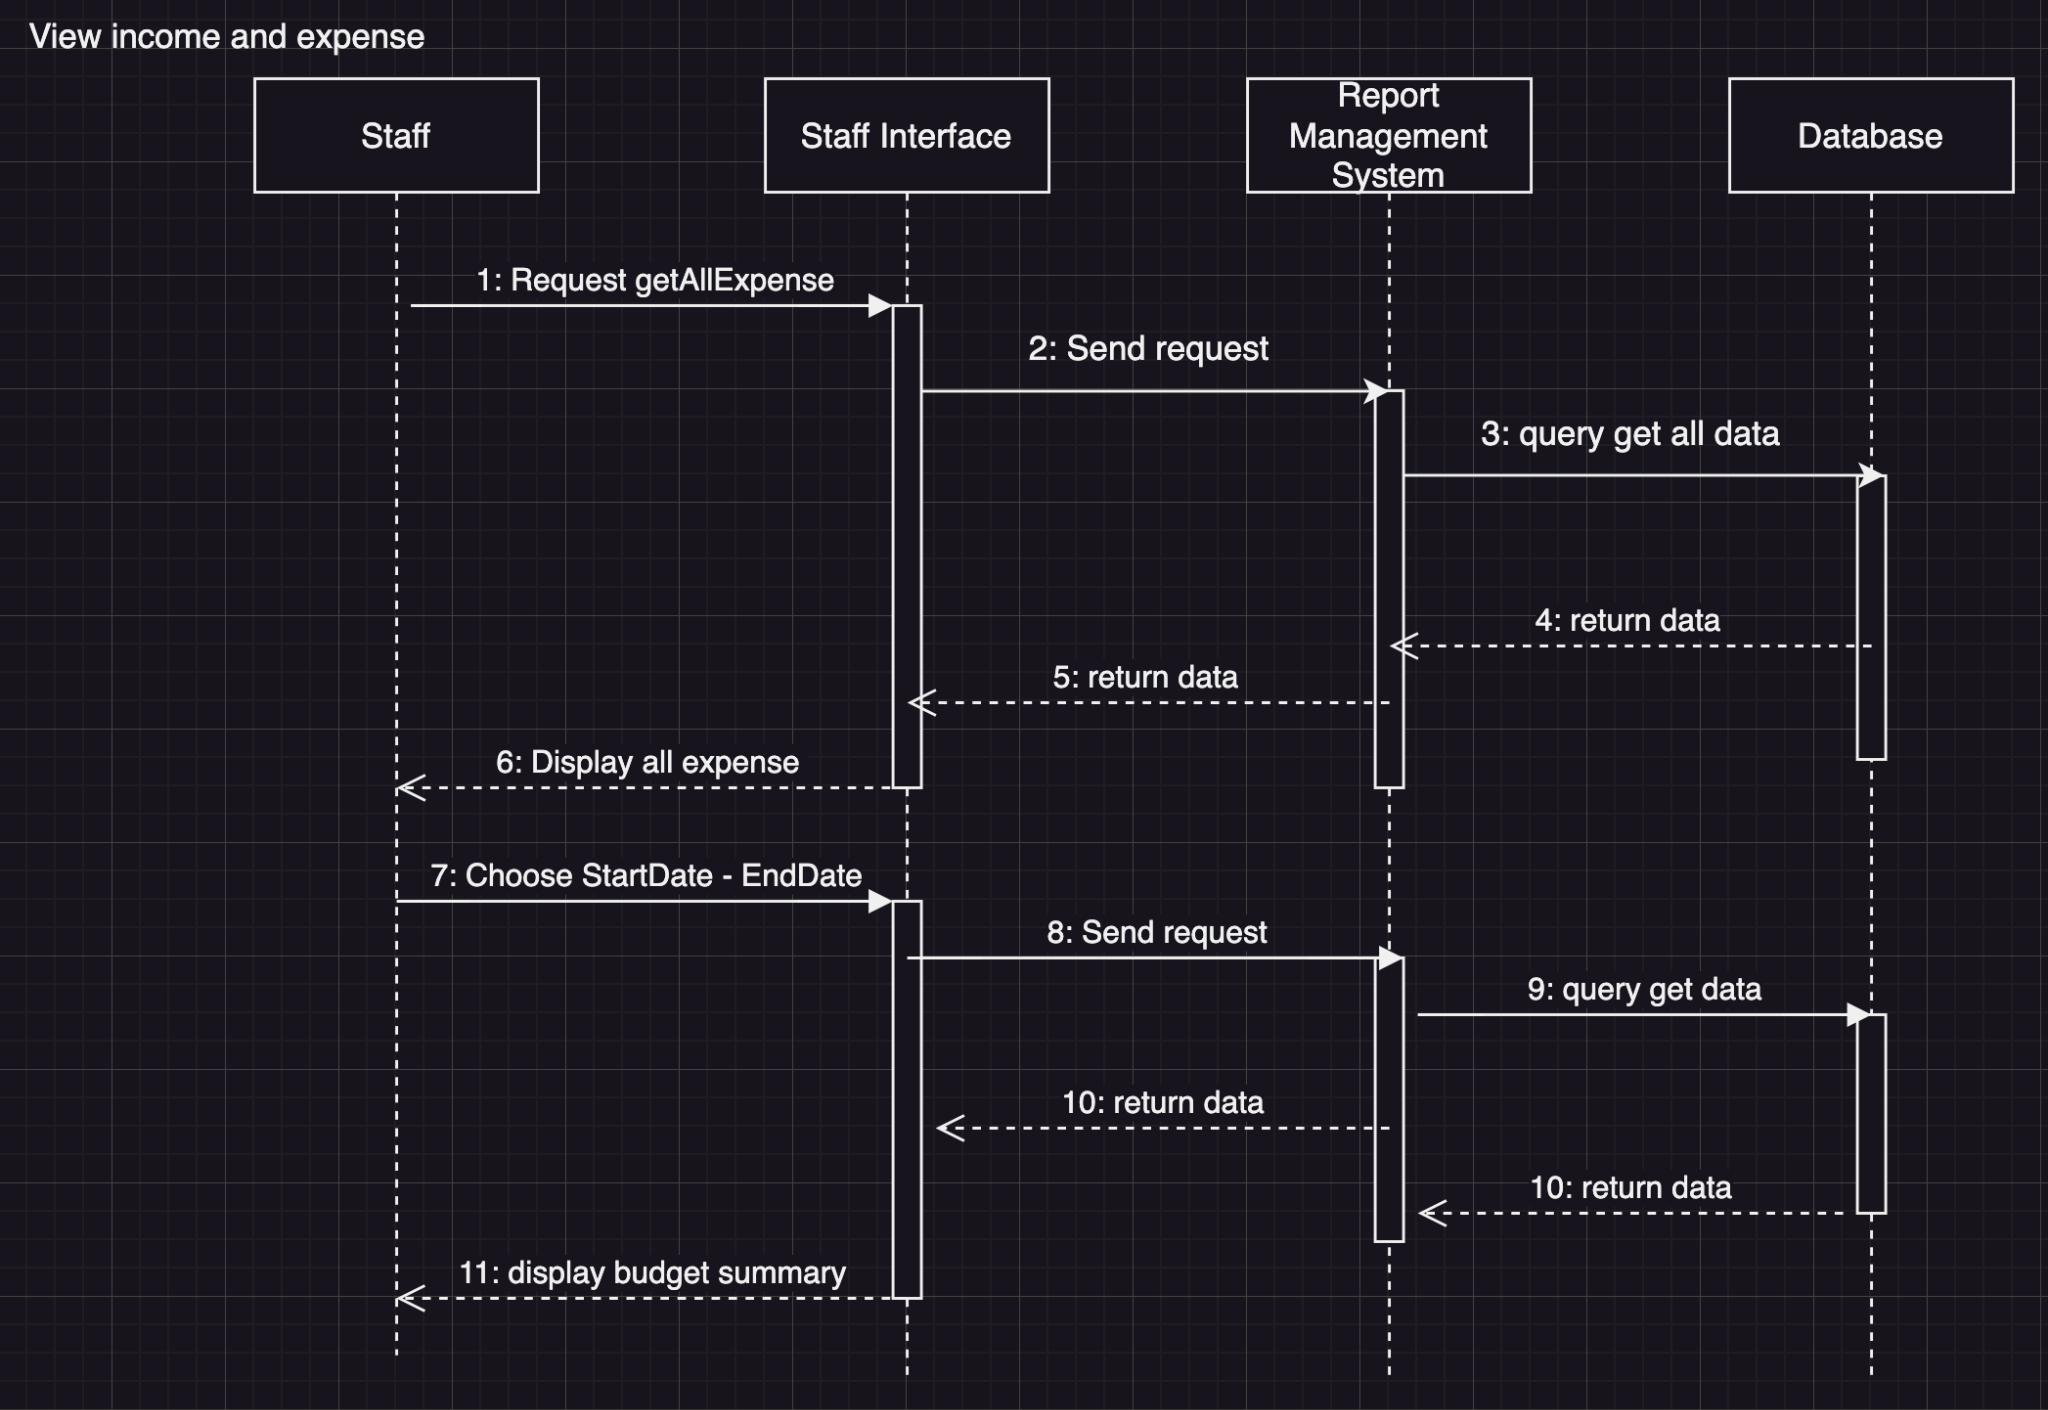 View income and expense
Staff
Staff Interface
Report
Management
System
Database
1: Request getAllExpense
2: Send request
3: query get all data
4: return data
5: return data
6: Display all expense
7: Choose StartDate - EndDate
8: Send request
9: query get data
10: return data
10: return data
11: display budget summary